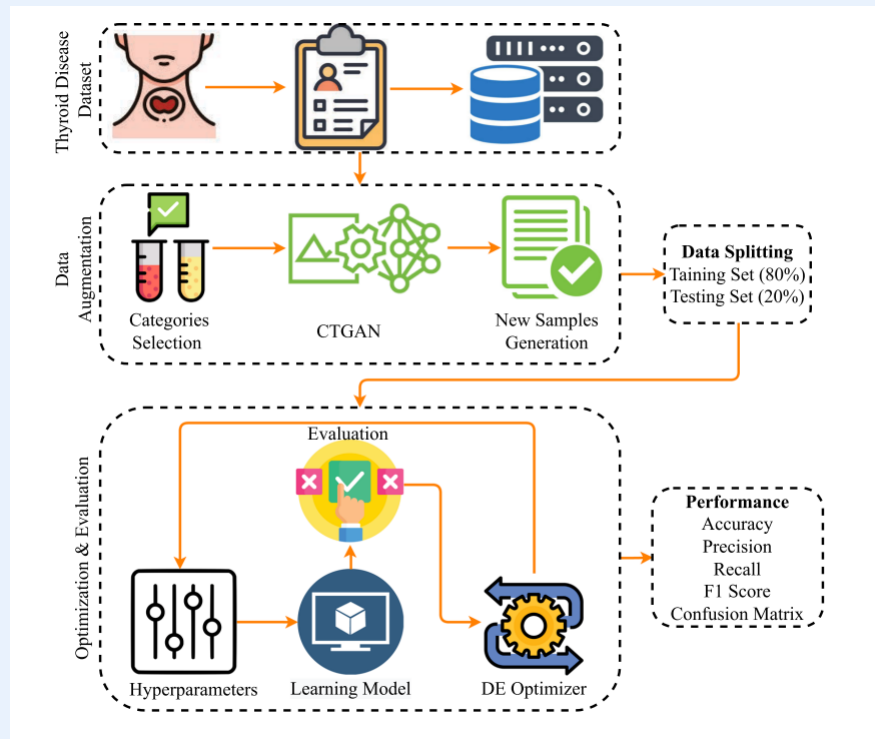 Thyroid Disease
Dataset
Data
Augmentation
Categories
Selection
CTGAN
New Samples
Generation
Data Splitting
Taining Set (80%)
Testing Set (20%)
Optimization & Evaluation
Evaluation
Hyperparameters
Learning Model
DE Optimizer
Performance
Accuracy
Precision
Recall
F1 Score
Confusion Matrix